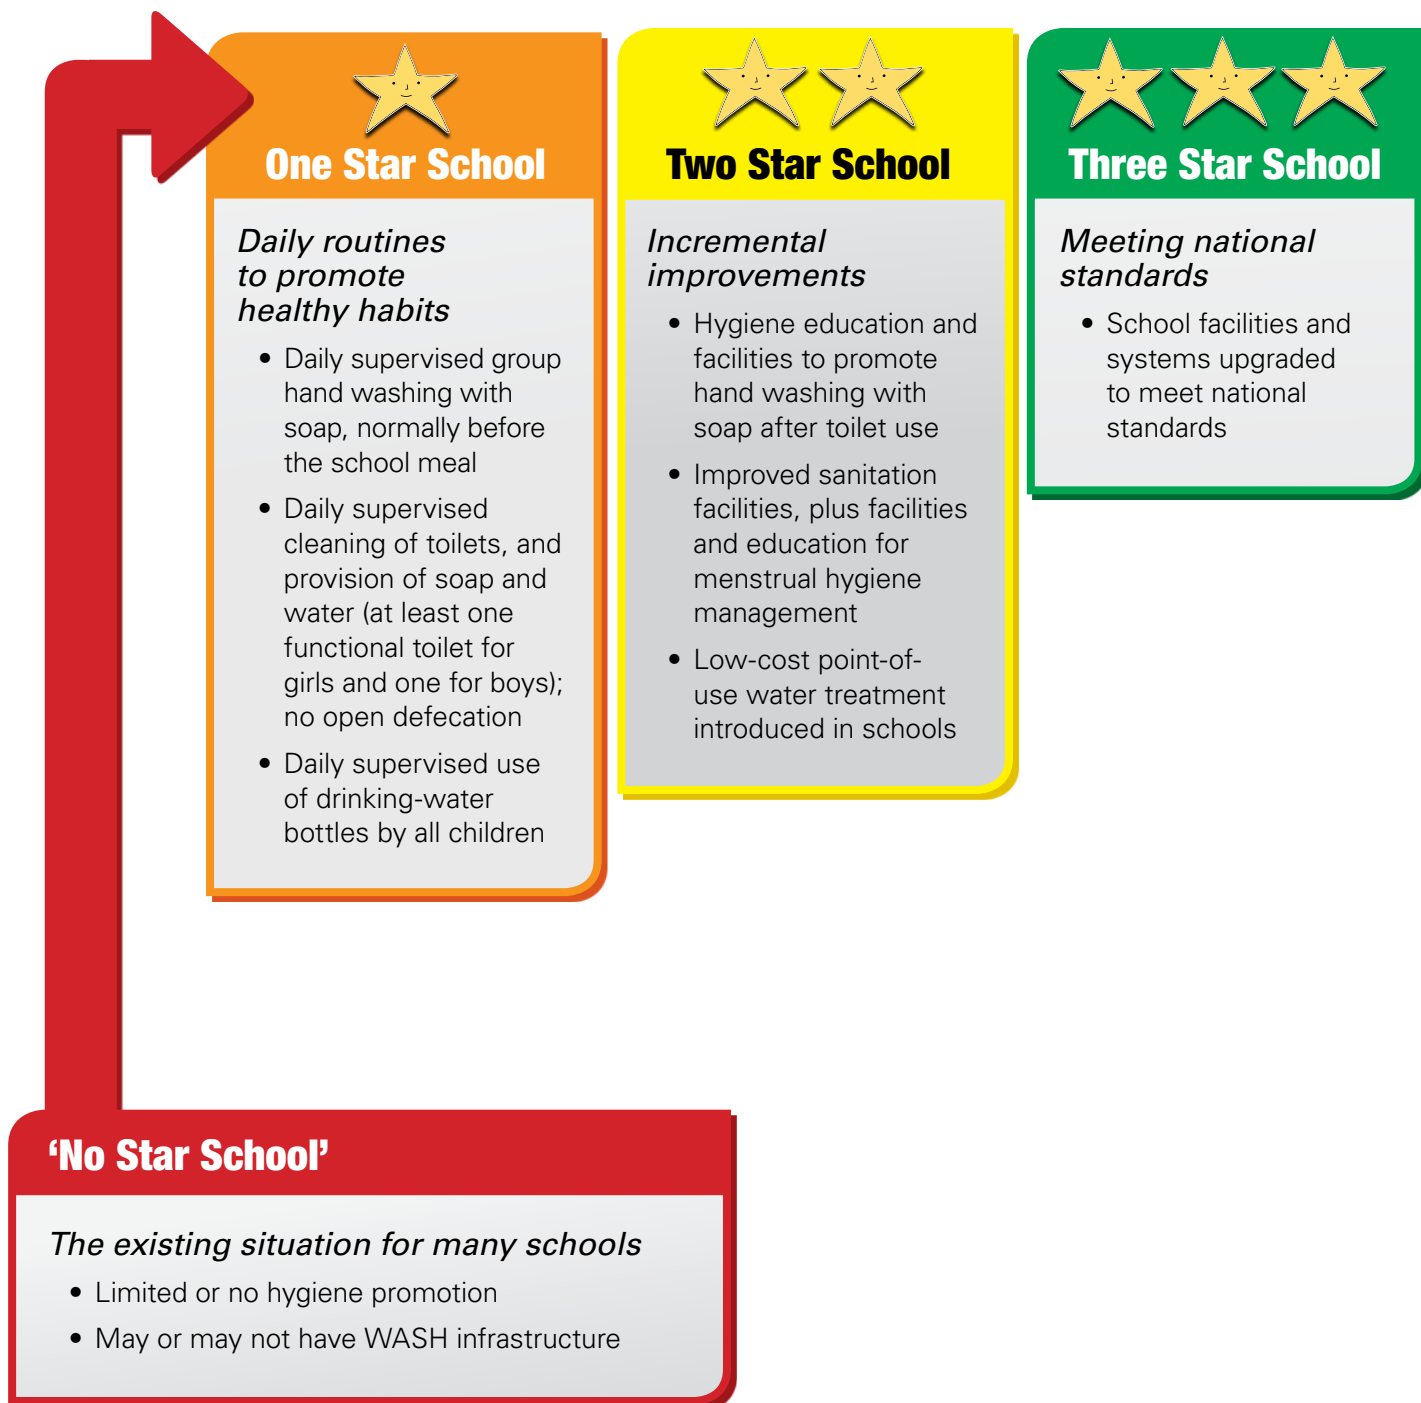 One Star School
Daily routines
to promote
healthy habits
• Daily supervised group
hand washing with
soap, normally before
the school meal
• Daily supervised
cleaning of toilets, and
provision of soap and
water (at least one
functional toilet for
girls and one for boys);
no open defecation
• Daily supervised use
of drinking-water
bottles by all children
Two Star School
Incremental
improvements
• Hygiene education and
facilities to promote
hand washing with
soap after toilet use
• Improved sanitation
facilities, plus facilities
and education for
menstrual hygiene
management
• Low-cost point-of-
use water treatment
introduced in schools
Three Star School
Meeting national
standards
• School facilities and
systems upgraded
to meet national
standards
‘No Star School’
The existing situation for many schools
• Limited or no hygiene promotion
• May or may not have WASH infrastructure